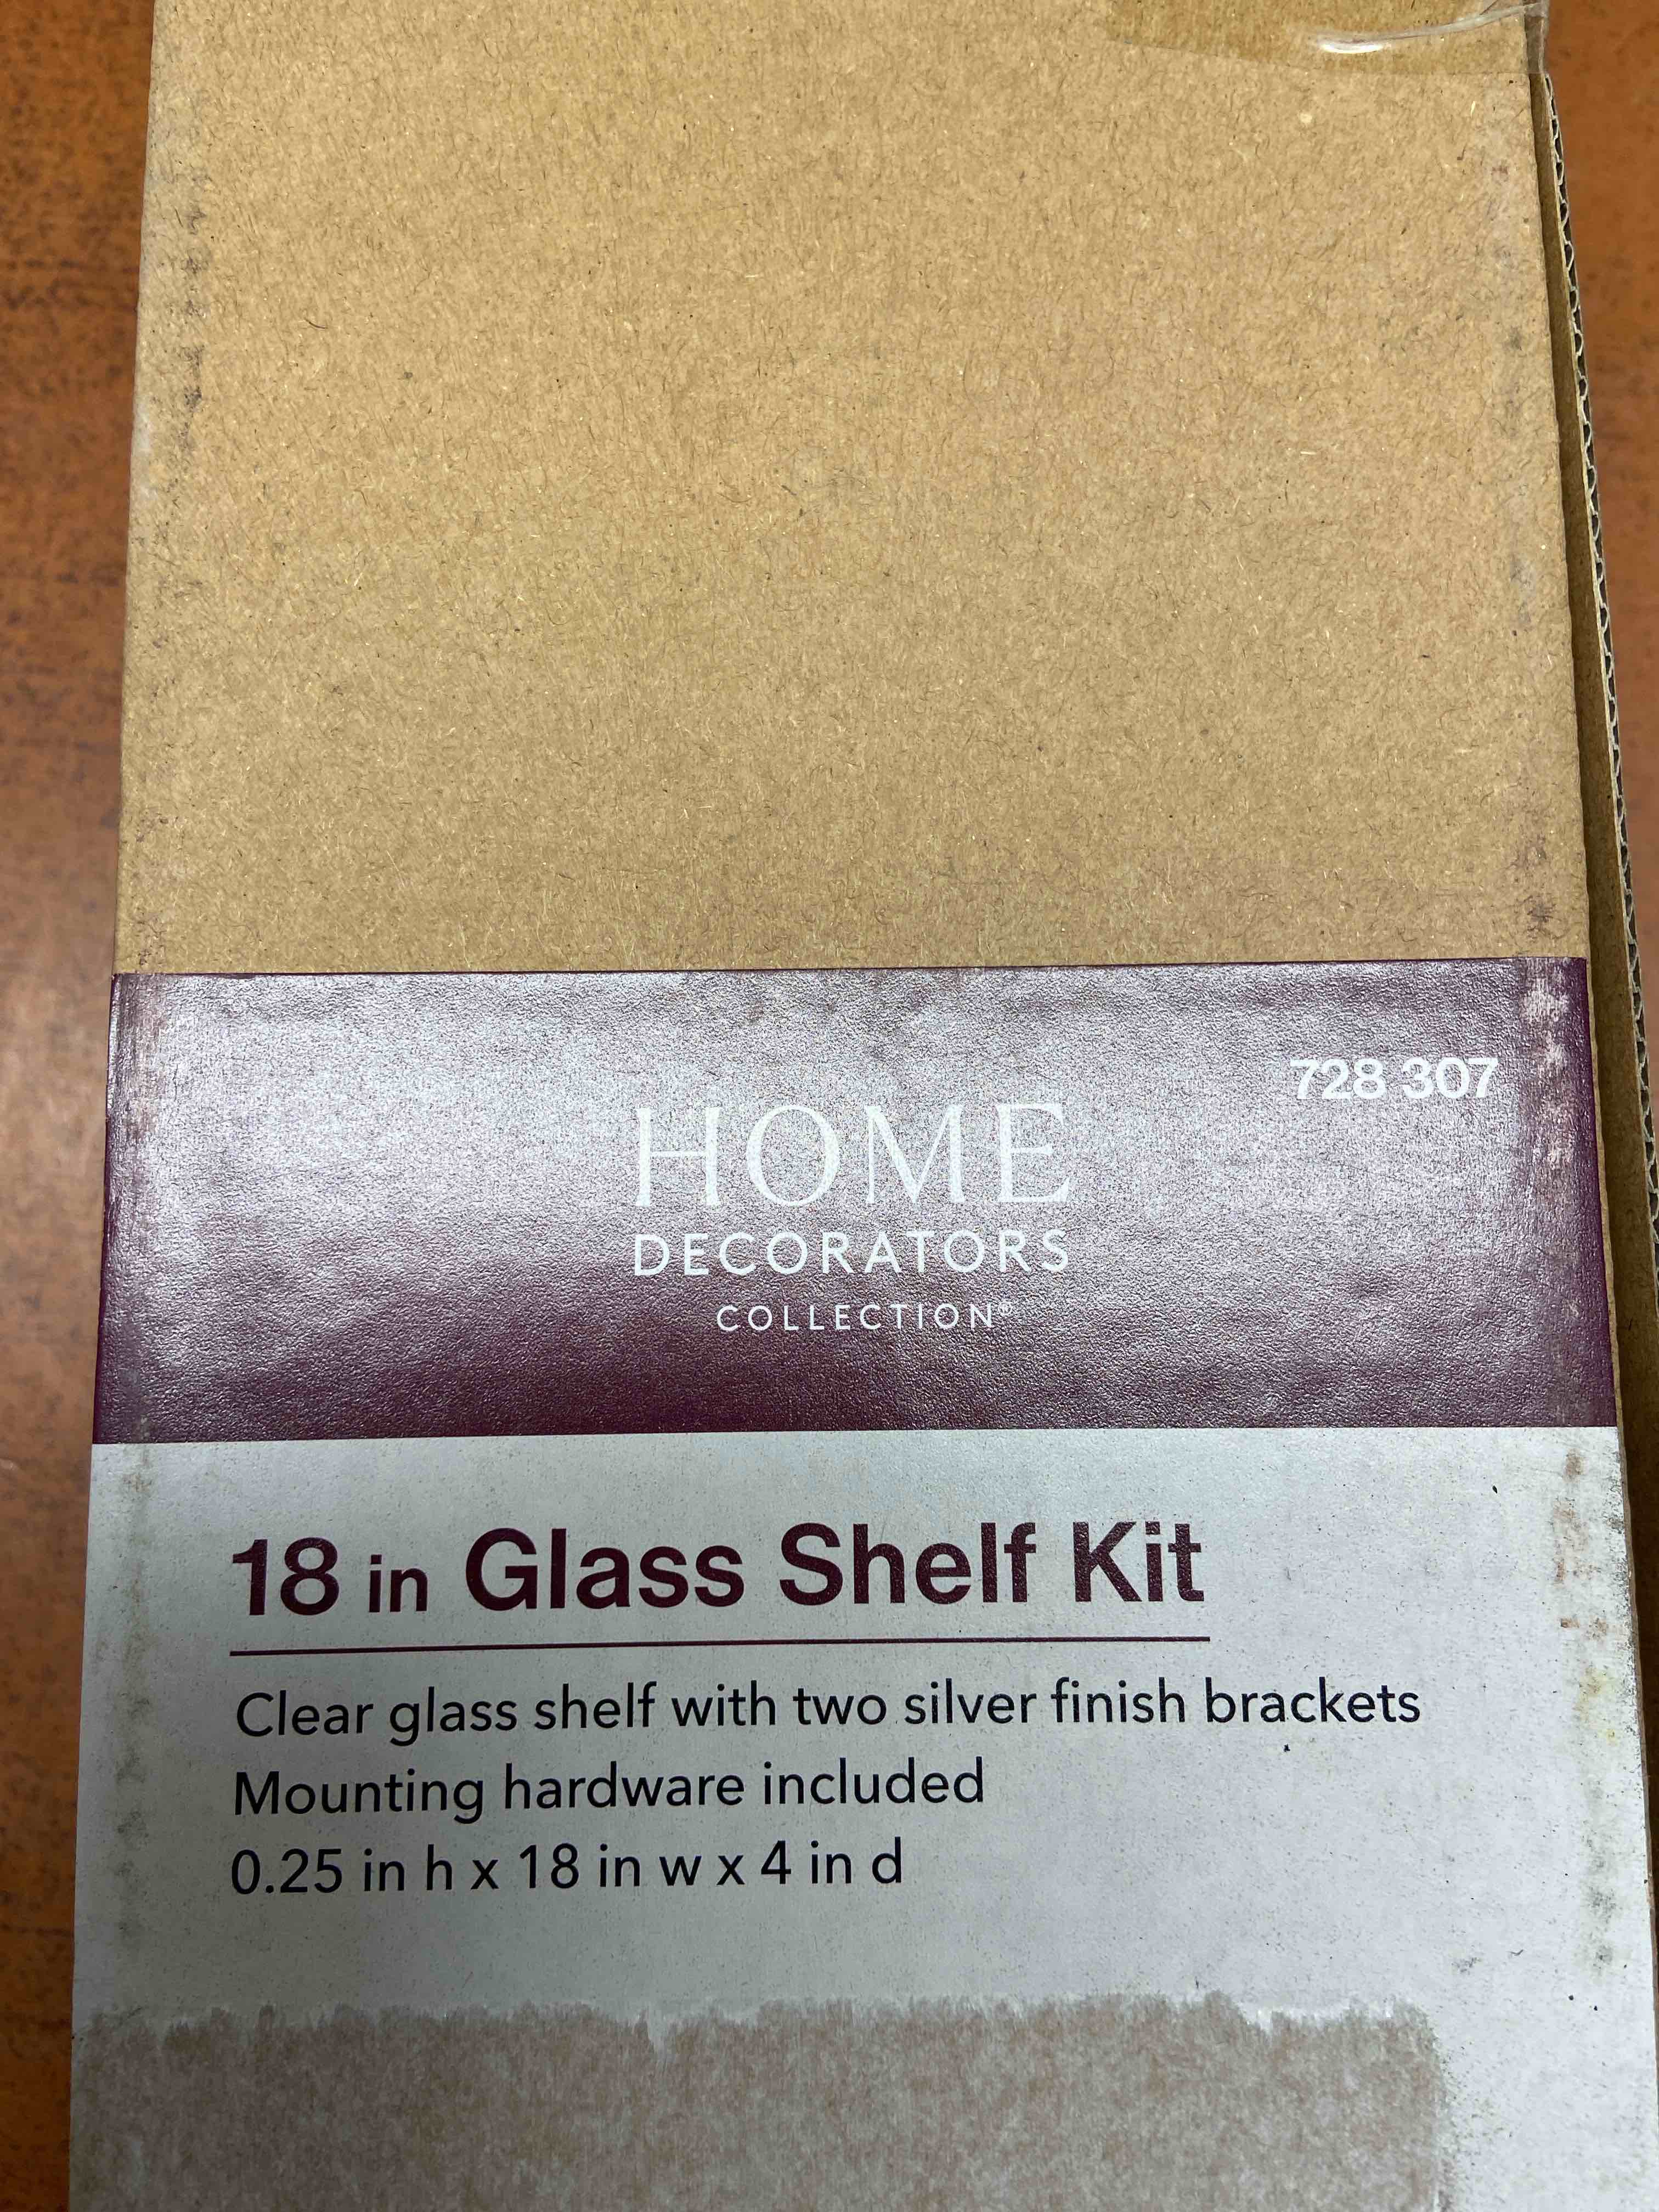 728 307
HOME
DECORATORS
COLLECTION®
18 in Glass Shelf Kit
Clear glass shelf with two silver finish brackets
Mounting hardware included
0.25 in h x 18 in w x 4 in d